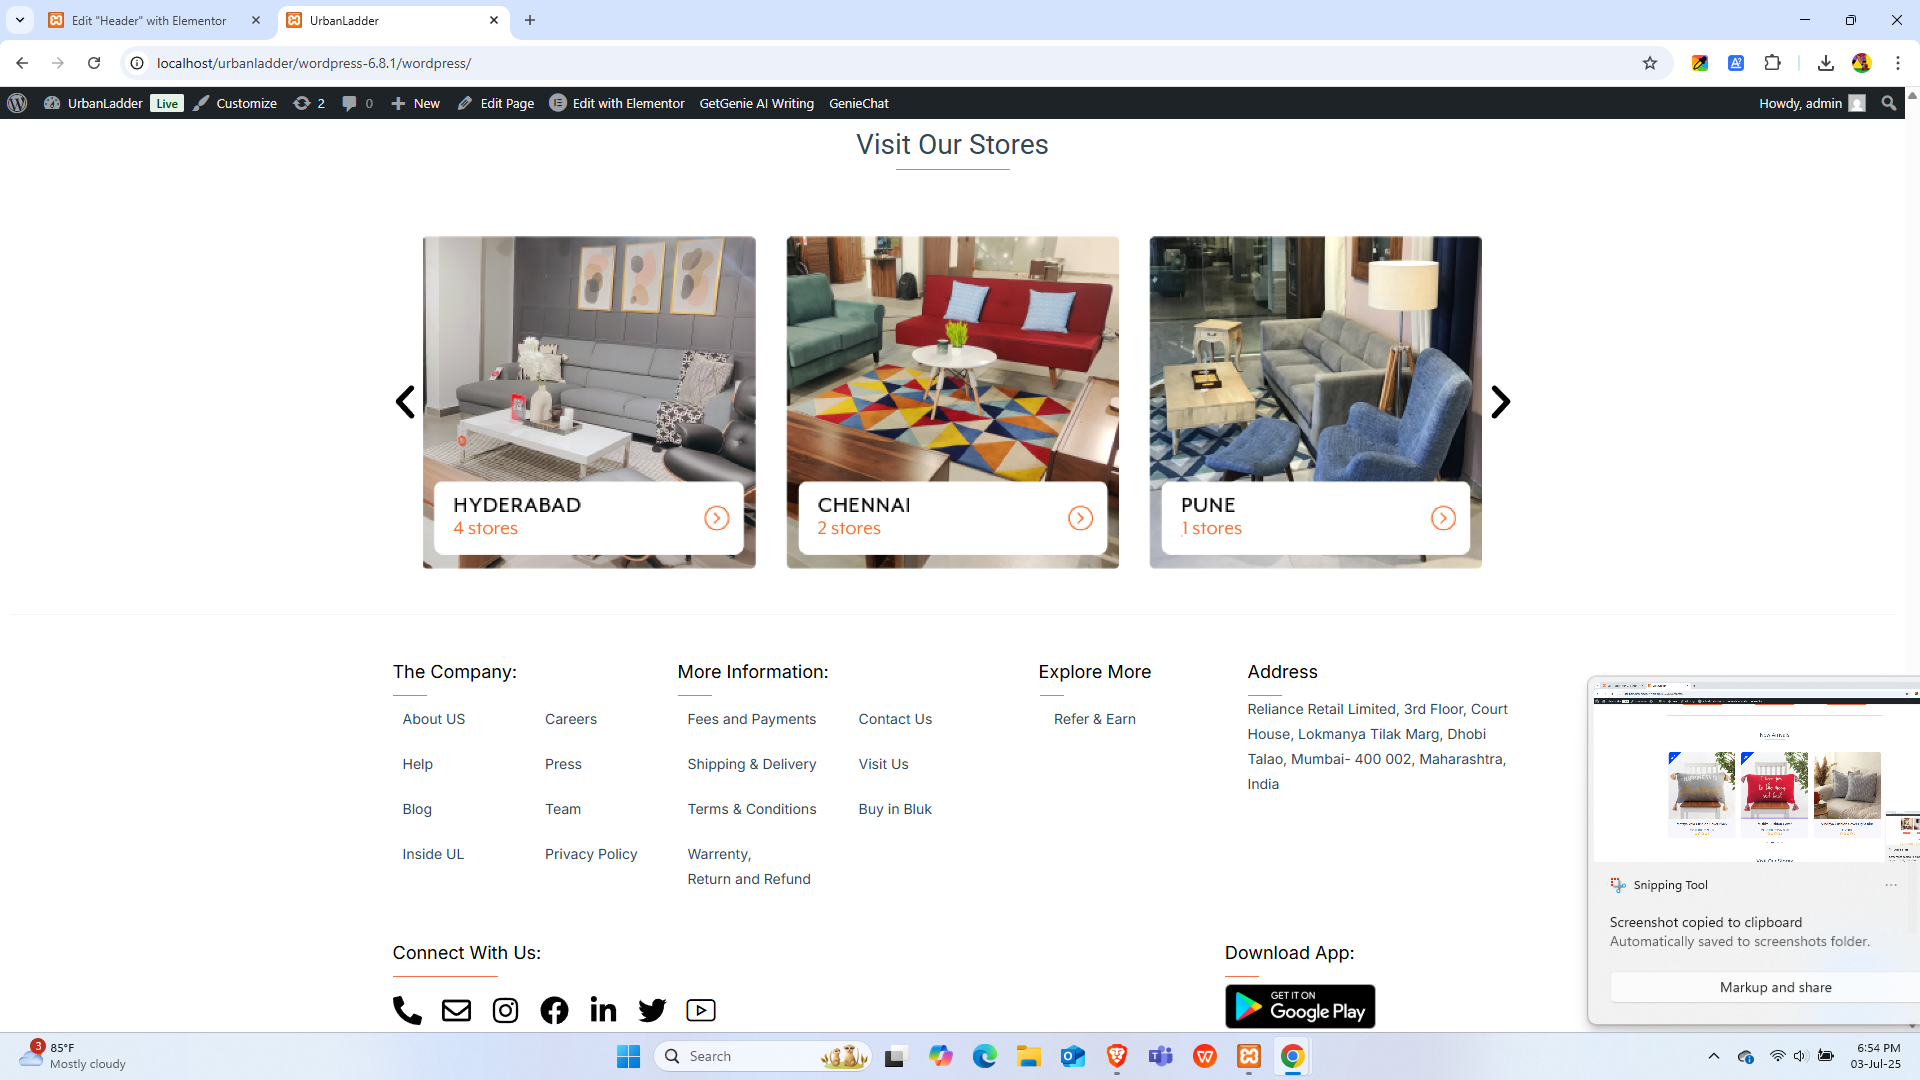 Edit "Header" with Elementor
UrbanLadder
localhost/urbanladder/wordpress-6.8.1/wordpress/
UrbanLadder Live Customize 2 0 New Edit Page Edit with Elementor GetGenie AI Writing GenieChat Howdy, admin
Visit Our Stores
HYDERABAD
4 stores
CHENNAI
2 stores
PUNE
1 stores
The Company:
About US
Careers
Help
Press
Blog
Team
Inside UL
Privacy Policy
More Information:
Fees and Payments
Contact Us
Shipping & Delivery
Visit Us
Terms & Conditions
Buy in Bluk
Warrenty,
Return and Refund
Explore More
Refer & Earn
Address
Reliance Retail Limited, 3rd Floor, Court
House, Lokmanya Tilak Marg, Dhobi
Talao, Mumbai- 400 002, Maharashtra,
India
Connect With Us:
Download App:
GET IT ON
Google Play
New Arrivals
Snipping Tool
Screenshot copied to clipboard
Automatically saved to screenshots folder.
Markup and share
3
85°F
Mostly cloudy
Search
6:54 PM
03-Jul-25